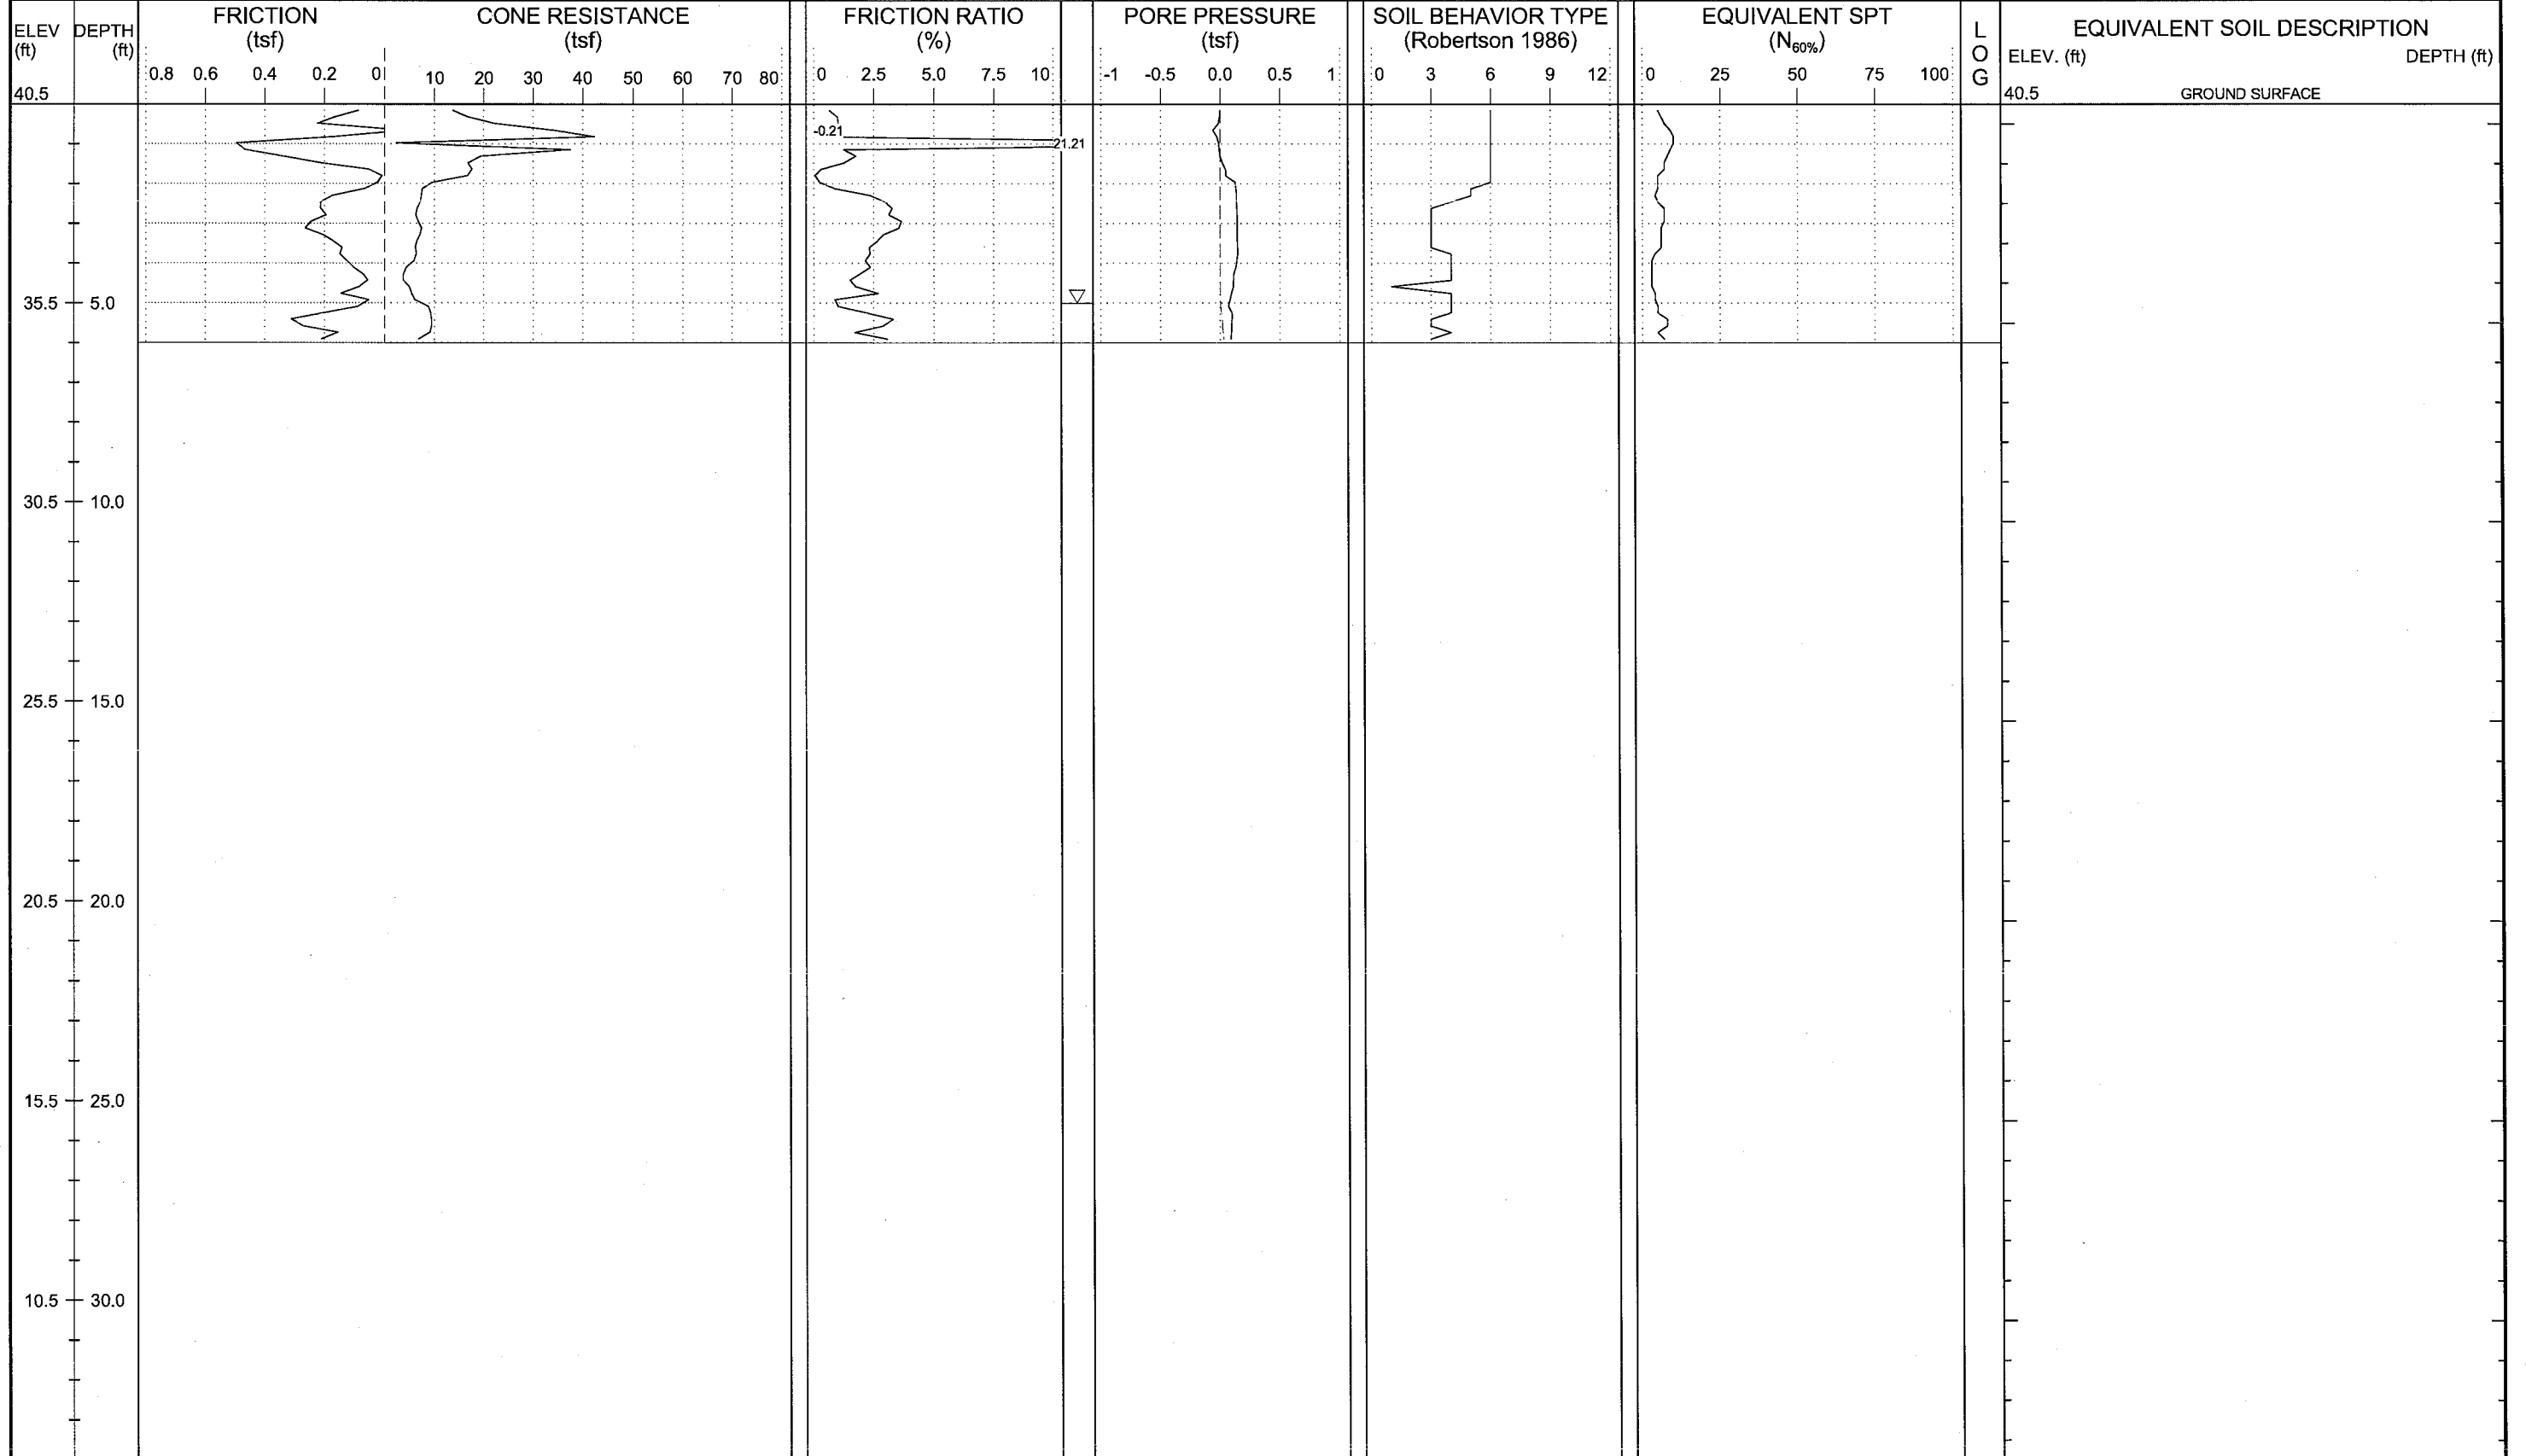 ELEV DEPTH
(ft) (ft)
40.5
FRICTION CONE RESISTANCE
(tsf) (tsf)
0.8 0.6 0.4 0.2 0 10 20 30 40 50 60 70 80
FRICTION RATIO
(%)
0 2.5 5.0 7.5 10
PORE PRESSURE
(tsf)
-1 -0.5 0.0 0.5 1
SOIL BEHAVIOR TYPE
(Robertson 1986)
0 3 6 9 12
EQUIVALENT SPT
(N60%)
0 25 50 75 100
L
O
G
EQUIVALENT SOIL DESCRIPTION
ELEV. (ft) DEPTH (ft)
40.5 GROUND SURFACE
-0.21
21.21
35.5 5.0
30.5 10.0
25.5 15.0
20.5 20.0
15.5 25.0
10.5 30.0